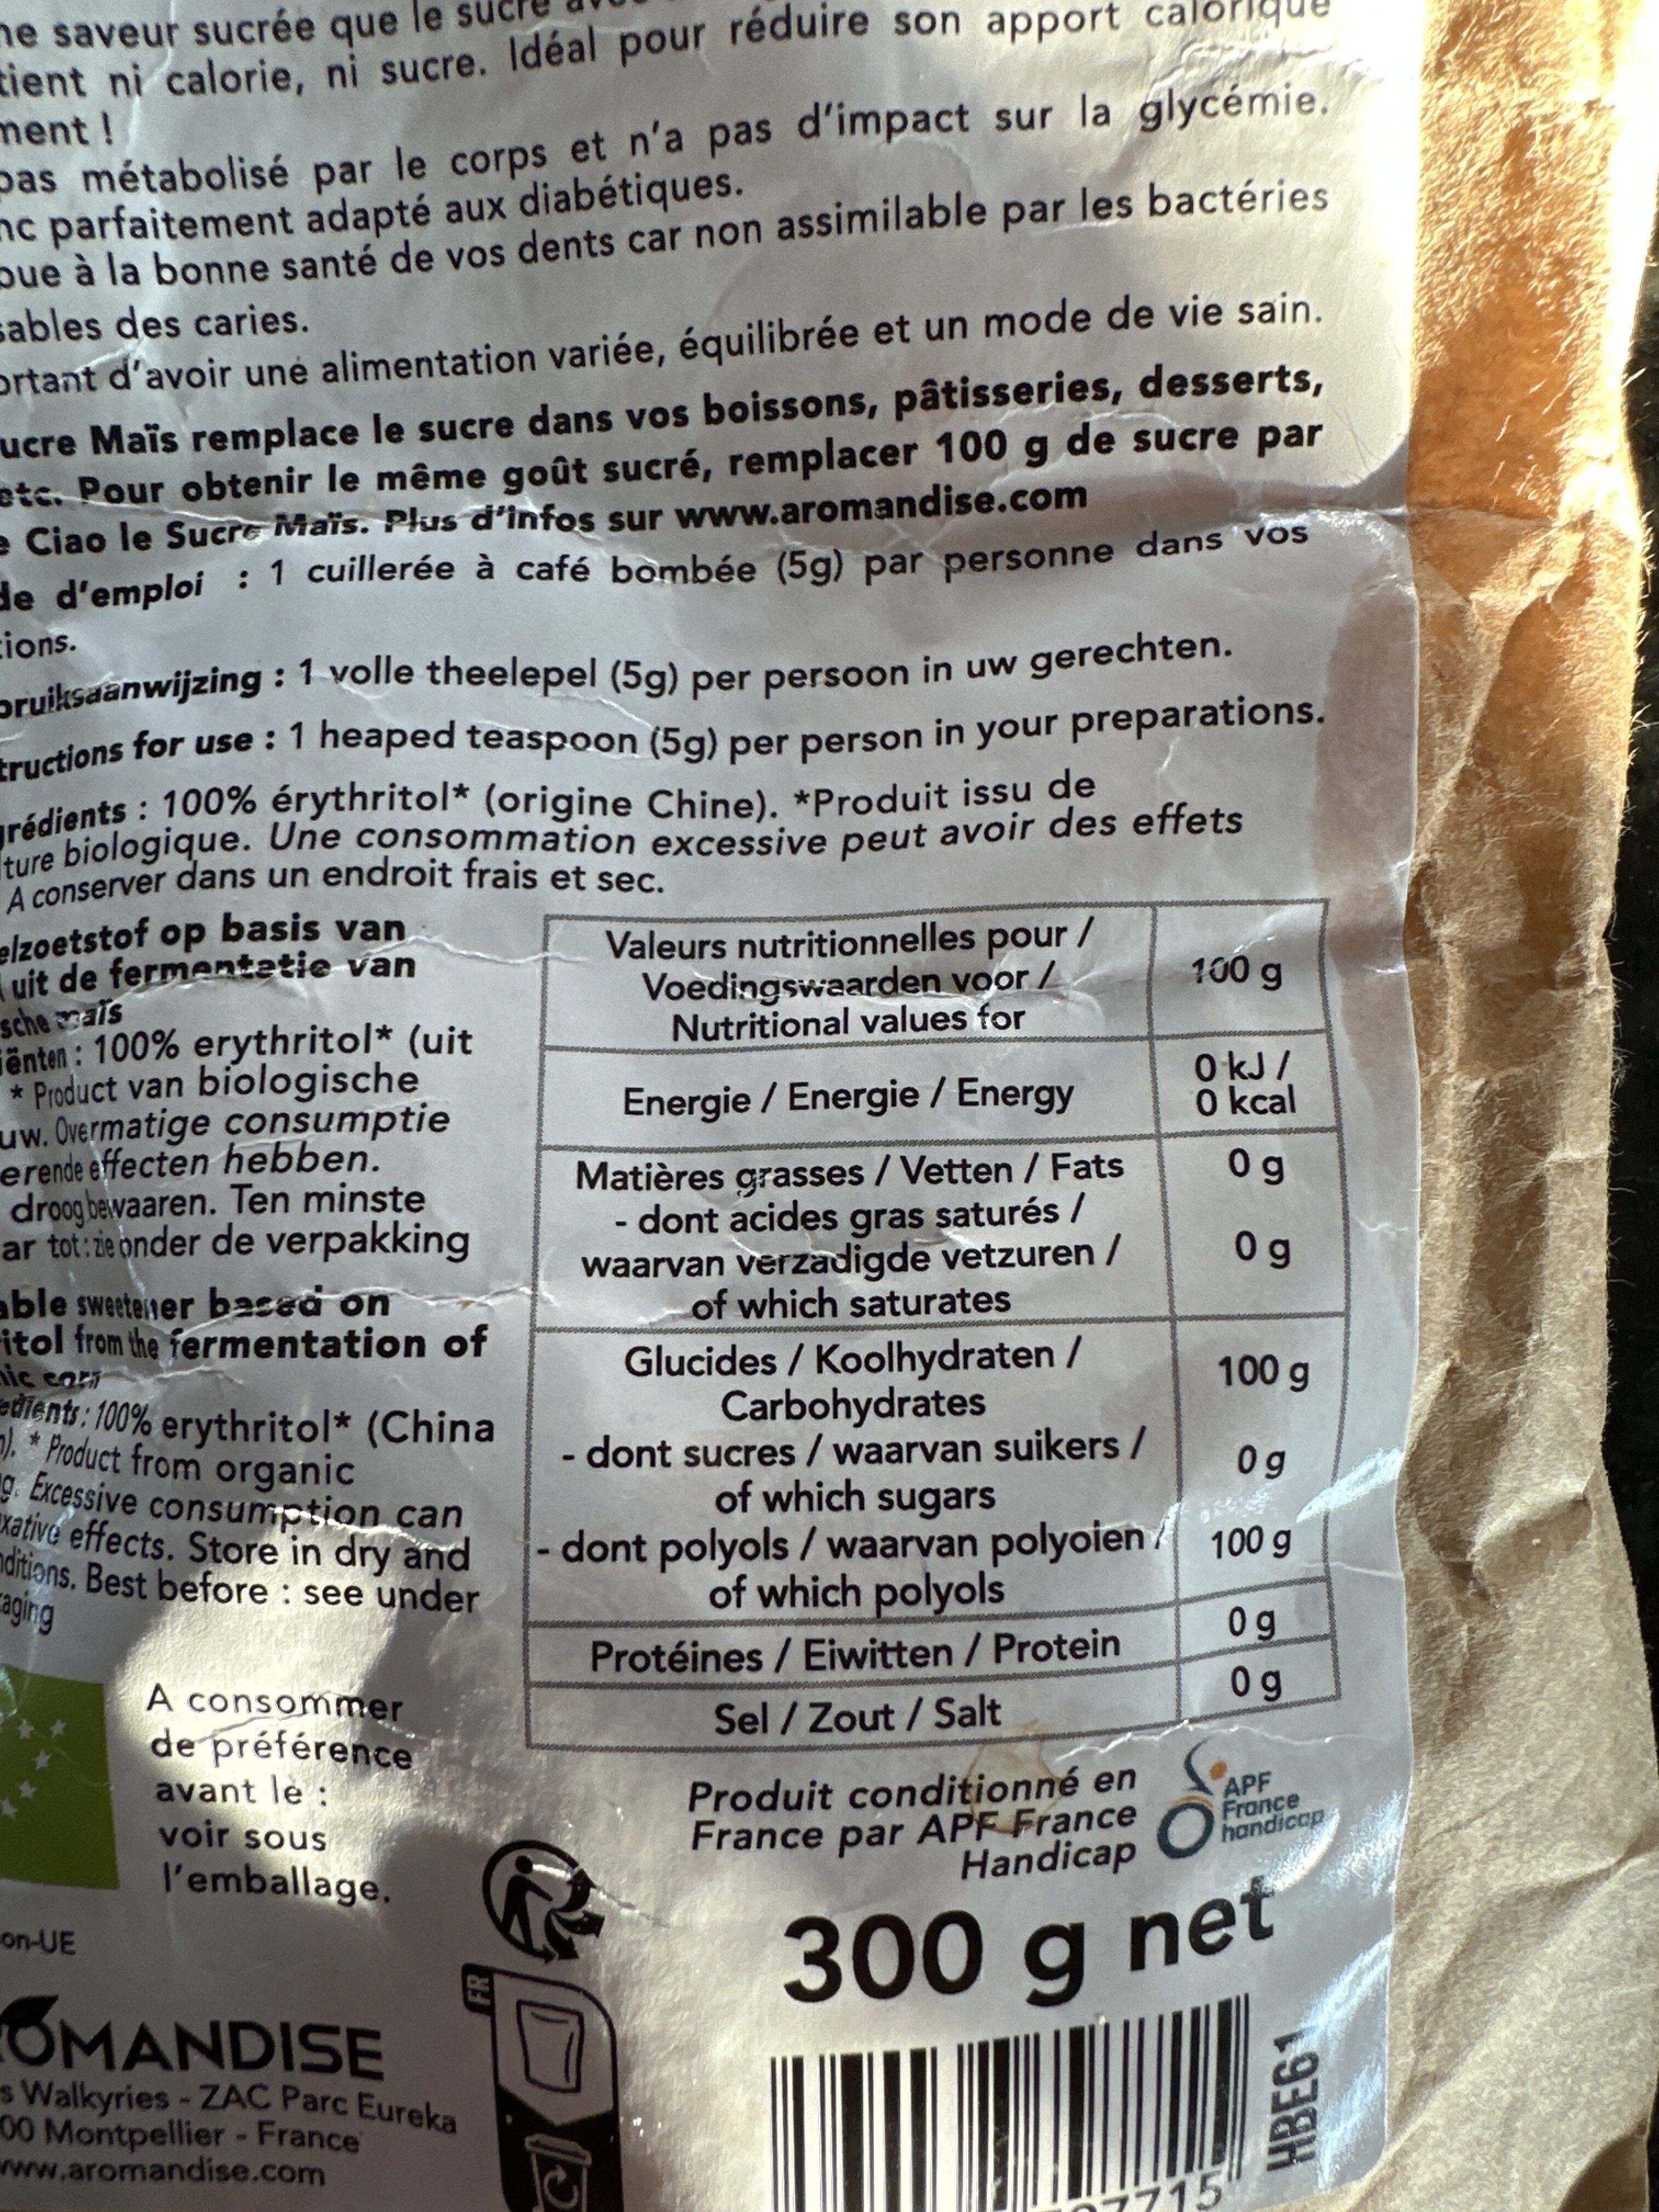 ne saveur sucrée que le sucre
tient ni calorie, ni sucre. Idéal pour réduire son apport calorique
ment !
pas métabolisé par le corps et n'a pas d'impact sur la glycémie.
nc parfaitement adapté aux diabétiques.
bue à la bonne santé de vos dents car non assimilable par les bactéries
sables des caries.
ortant d'avoir une alimentation variée, équilibrée et un mode de vie sain.
ucre Maïs remplace le sucre dans vos boissons, pâtisseries, desserts,
etc. Pour obtenir le même goût sucré, remplacer 100 g de sucre par
e Ciao le Sucre Maïs. Plus d'infos sur www.aromandise.com
de d'emploi : 1 cuillerée à café bombée (5g) par personne dans vos
tions.
bruiksaanwijzing : 1 volle theelepel (5g) per persoon in uw gerechten.
tructions for use : 1 heaped teaspoon (5g) per person in your preparations.
grédients : 100% érythritol* (origine Chine). *Produit issu de
ture biologique. Une consommation excessive peut avoir des effets
A conserver dans un endroit frais et sec.
elzoetstof op basis van
uit de fermentatie van
sche maïs
iënten : 100% erythritol* (uit
* Product van biologische
uw. Overmatige consumptie
erende effecten hebben.
droog bewaaren. Ten minste
ar tot : zie onder de verpakking
able sweetener based on
itol from the fermentation of
nic corn
edients : 100% erythritol* (China
n). * Product from organic
g. Excessive consumption can
xative effects. Store in dry and
nditions. Best before : see under
aging
Valeurs nutritionnelles pour /
Voedingswaarden voor /
Nutritional values for
100 g
Energie / Energie / Energy
0 kJ /
0 kcal
Matières grasses / Vetten / Fats
0 g
- dont acides gras saturés /
waarvan verzadigde vetzuren /
of which saturates
0 g
Glucides / Koolhydraten /
Carbohydrates
100 g
- dont sucres / waarvan suikers /
of which sugars
0 g
- dont polyols / waarvan polyoien /
of which polyols
100 g
Protéines / Eiwitten / Protein
0 g
Sel / Zout / Salt
0 g
A consommer
de préférence
avant le :
voir sous
l'emballage.
Produit conditionné en
France par APF France
Handicap
APF
France
handicap
300 g net
on-UE
FR
OMANDISE
s Walkyries - ZAC Parc Eureka
00 Montpellier - France
www.aromandise.com
HBE61
7715